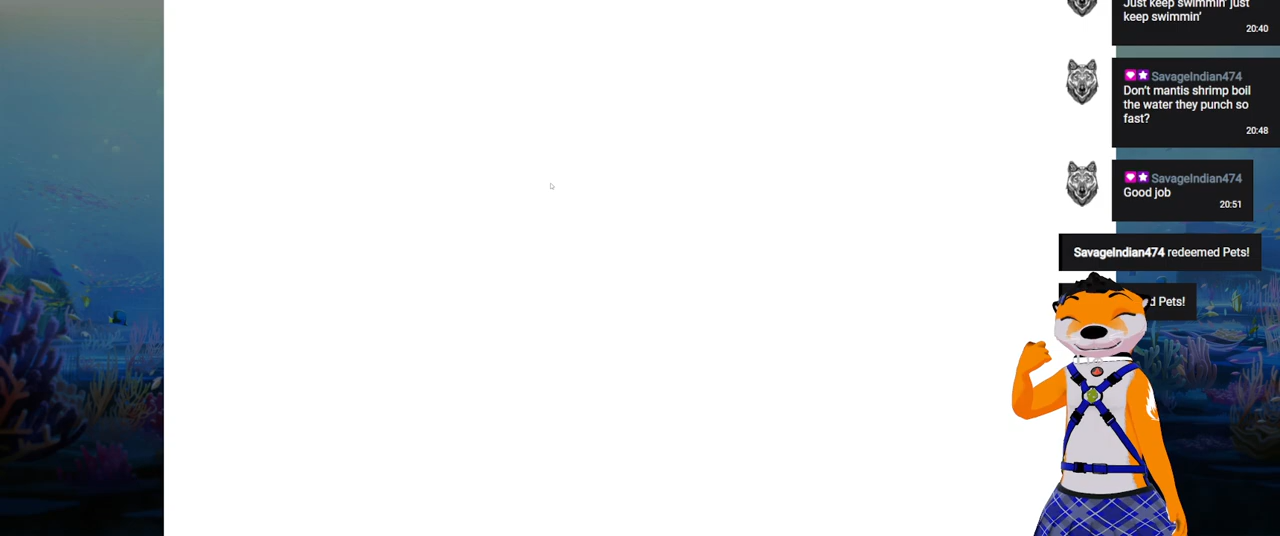 Just keep swimmin' just
keep swimmin'
20:40
SavageIndian474
Don't mantis shrimp boil
the water they punch so
fast?
20:48
SavageIndian474
Good job
20:51
SavageIndian474 redeemed Pets!
Pets!